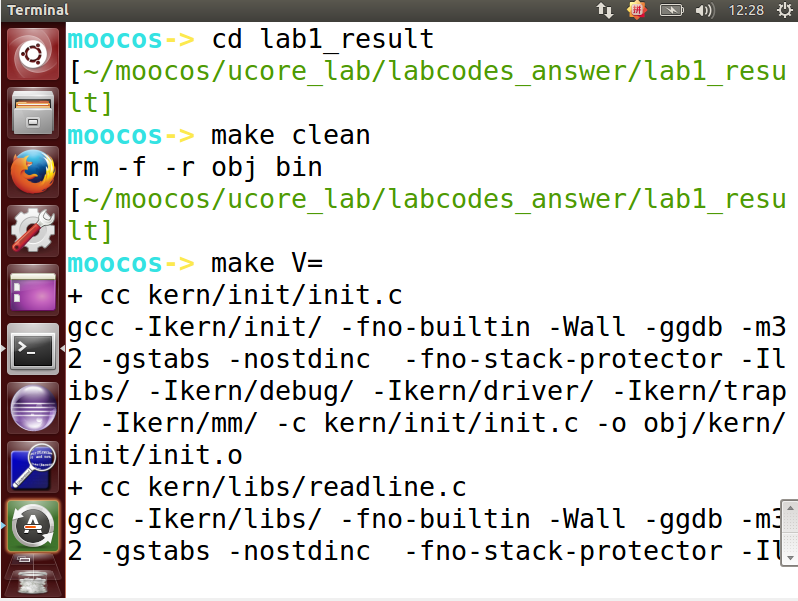 Terminal
拼
12:28
moocos-> cd lab1_result
[~/moocos/ucore_lab/labcodes_answer/lab1_resu
lt]
moocos-> make clean
rm -f -r obj bin
[~/moocos/ucore_lab/labcodes_answer/lab1_resu
lt]
moocos-> make V=
+ cc kern/init/init.c
gcc -Ikern/init/ -fno-builtin -Wall -ggdb -m3
2 -gstabs -nostdinc  -fno-stack-protector -Il
ibs/ -Ikern/debug/ -Ikern/driver/ -Ikern/trap
/ -Ikern/mm/ -c kern/init/init.c -o obj/kern/
init/init.o
+ cc kern/libs/readline.c
gcc -Ikern/libs/ -fno-builtin -Wall -ggdb -m3
2 -gstabs -nostdinc  -fno-stack-protector -Il